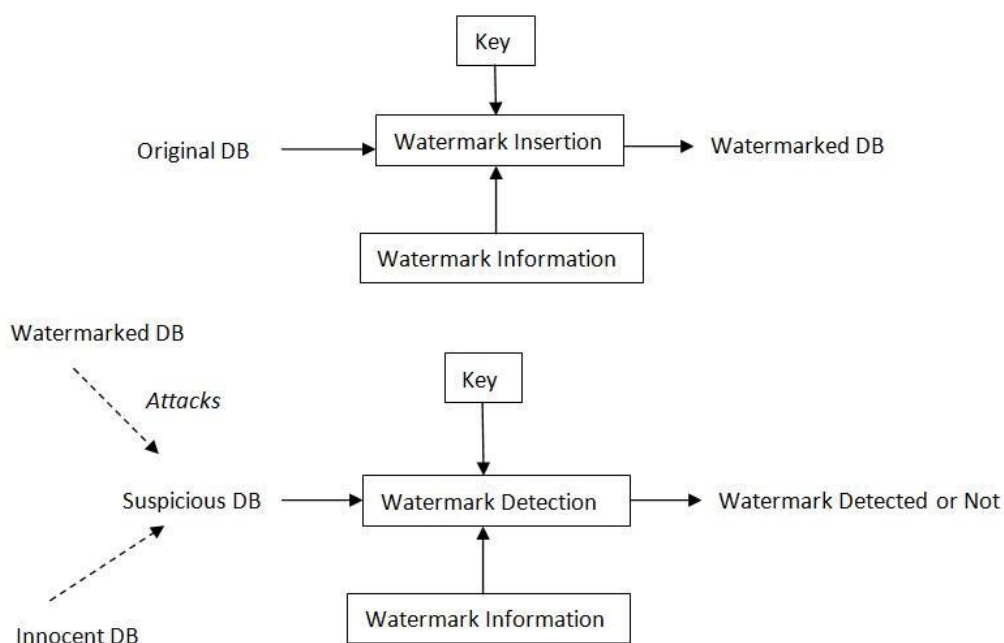 Key
Original DB
Watermark Insertion
Watermarked DB
Watermark Information
Watermarked DB
Key
Attacks
Suspicious DB
Watermark Detection
Watermark Detected or Not
Watermark Information
Innocent DB